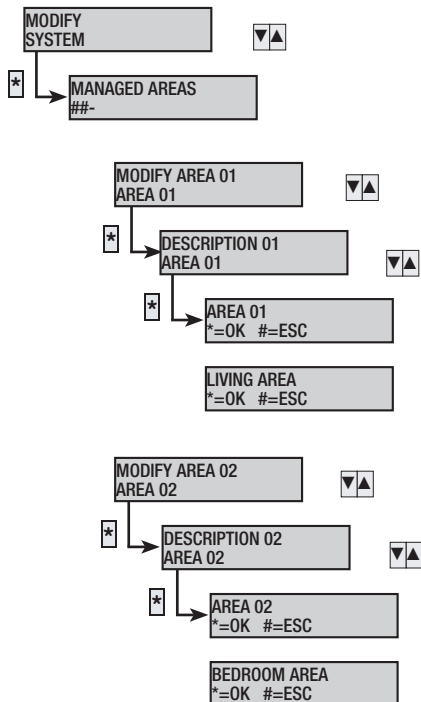 MODIFY
SYSTEM
▼▲
*
MANAGED AREAS
##-
MODIFY AREA 01
AREA 01
▼▲
*
DESCRIPTION 01
AREA 01
▼▲
*
AREA 01
*=OK #=ESC
LIVING AREA
*=OK #=ESC
MODIFY AREA 02
AREA 02
▼▲
*
DESCRIPTION 02
AREA 02
▼▲
*
AREA 02
*=OK #=ESC
BEDROOM AREA
*=OK #=ESC